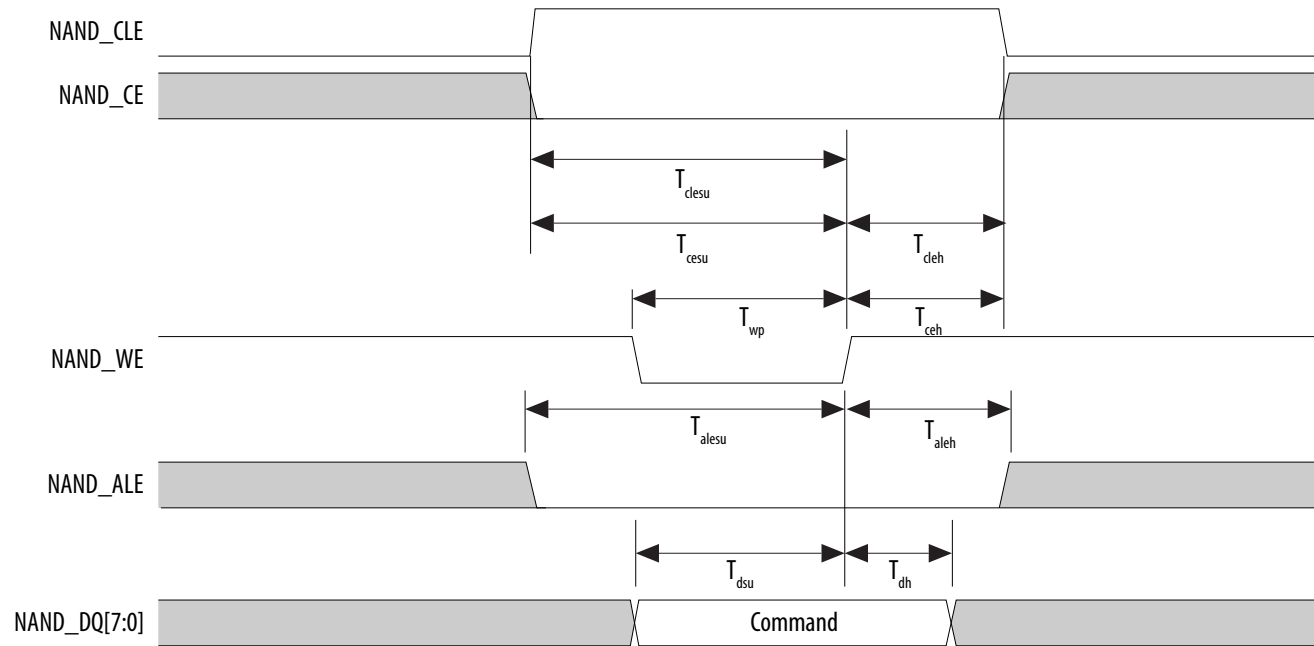 NAND_CLE
NAND_CE
T_clesu
T_cesu T_cleh
T_wp T_ceh
NAND_WE
T_alesu T_aleh
NAND_ALE
T_dsu T_dh
NAND_DQ[7:0] Command